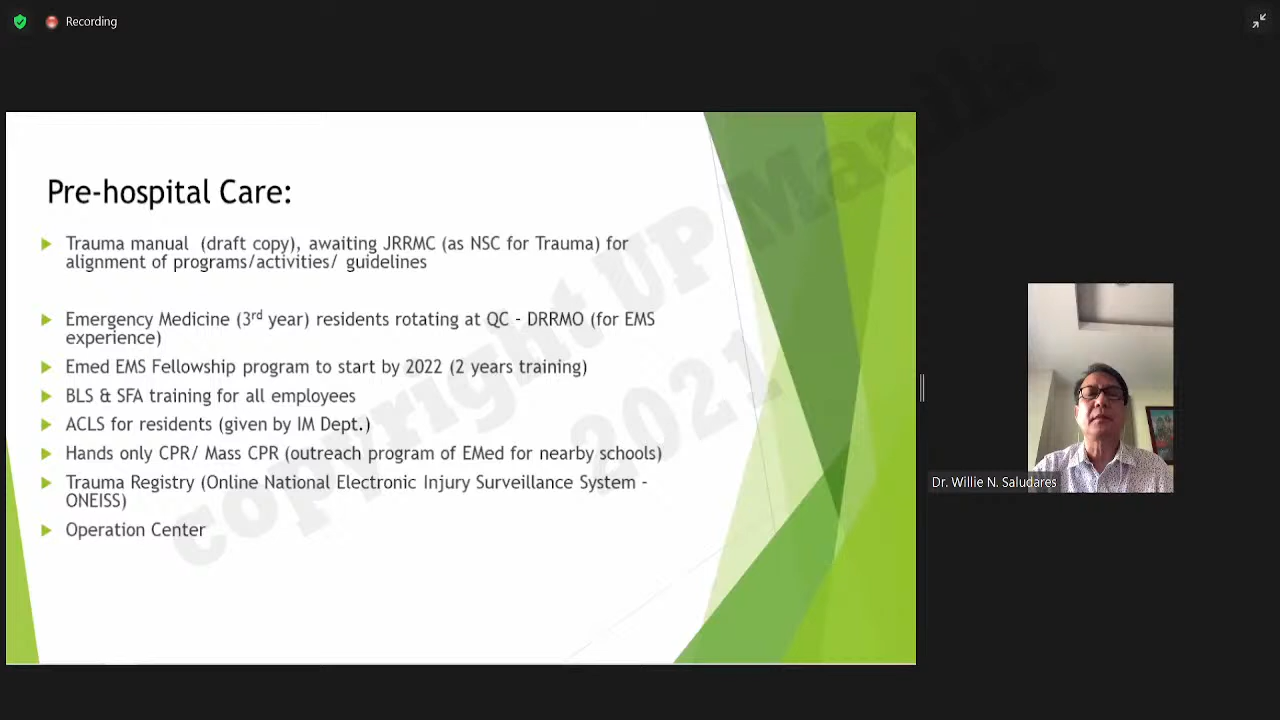 Recording
Pre-hospital Care:
Trauma manual (draft copy), awaiting JRRMC (as NSC for Trauma) for
alignment of programs/activities/ guidelines
Emergency Medicine (3rd year) residents rotating at QC - DRRMO (for EMS
experience)
Emed EMS Fellowship program to start by 2022 (2 years training)
BLS & SFA training for all employees
ACLS for residents (given by IM Dept.)
Hands only CPR/ Mass CPR (outreach program of EMed for nearby schools)
Trauma Registry (Online National Electronic Injury Surveillance System -
ONEISS)
Operation Center
Dr. Willie N. Saludares
copyright UP Manila
2021